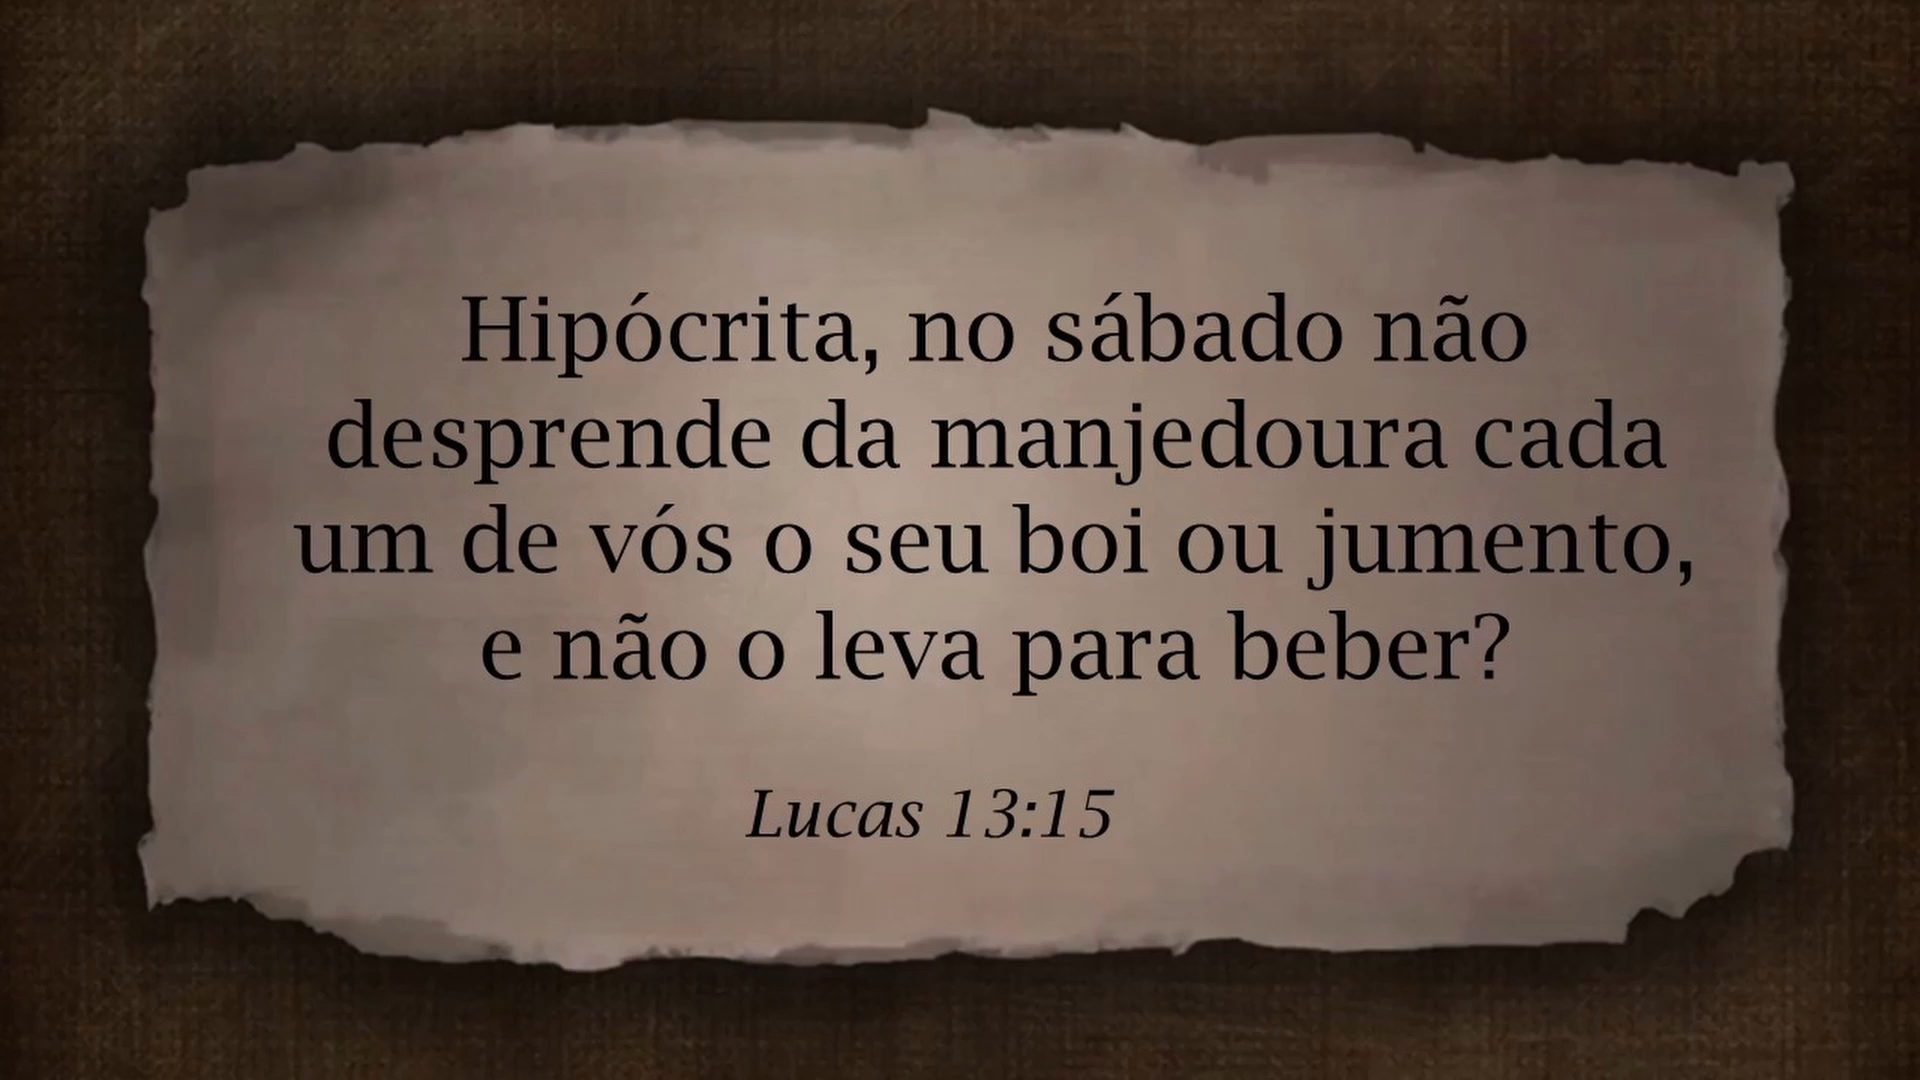 Hipócrita, no sábado não
desprende da manjedoura cada
um de vós o seu boi ou jumento,
e não o leva para beber?
Lucas 13:15